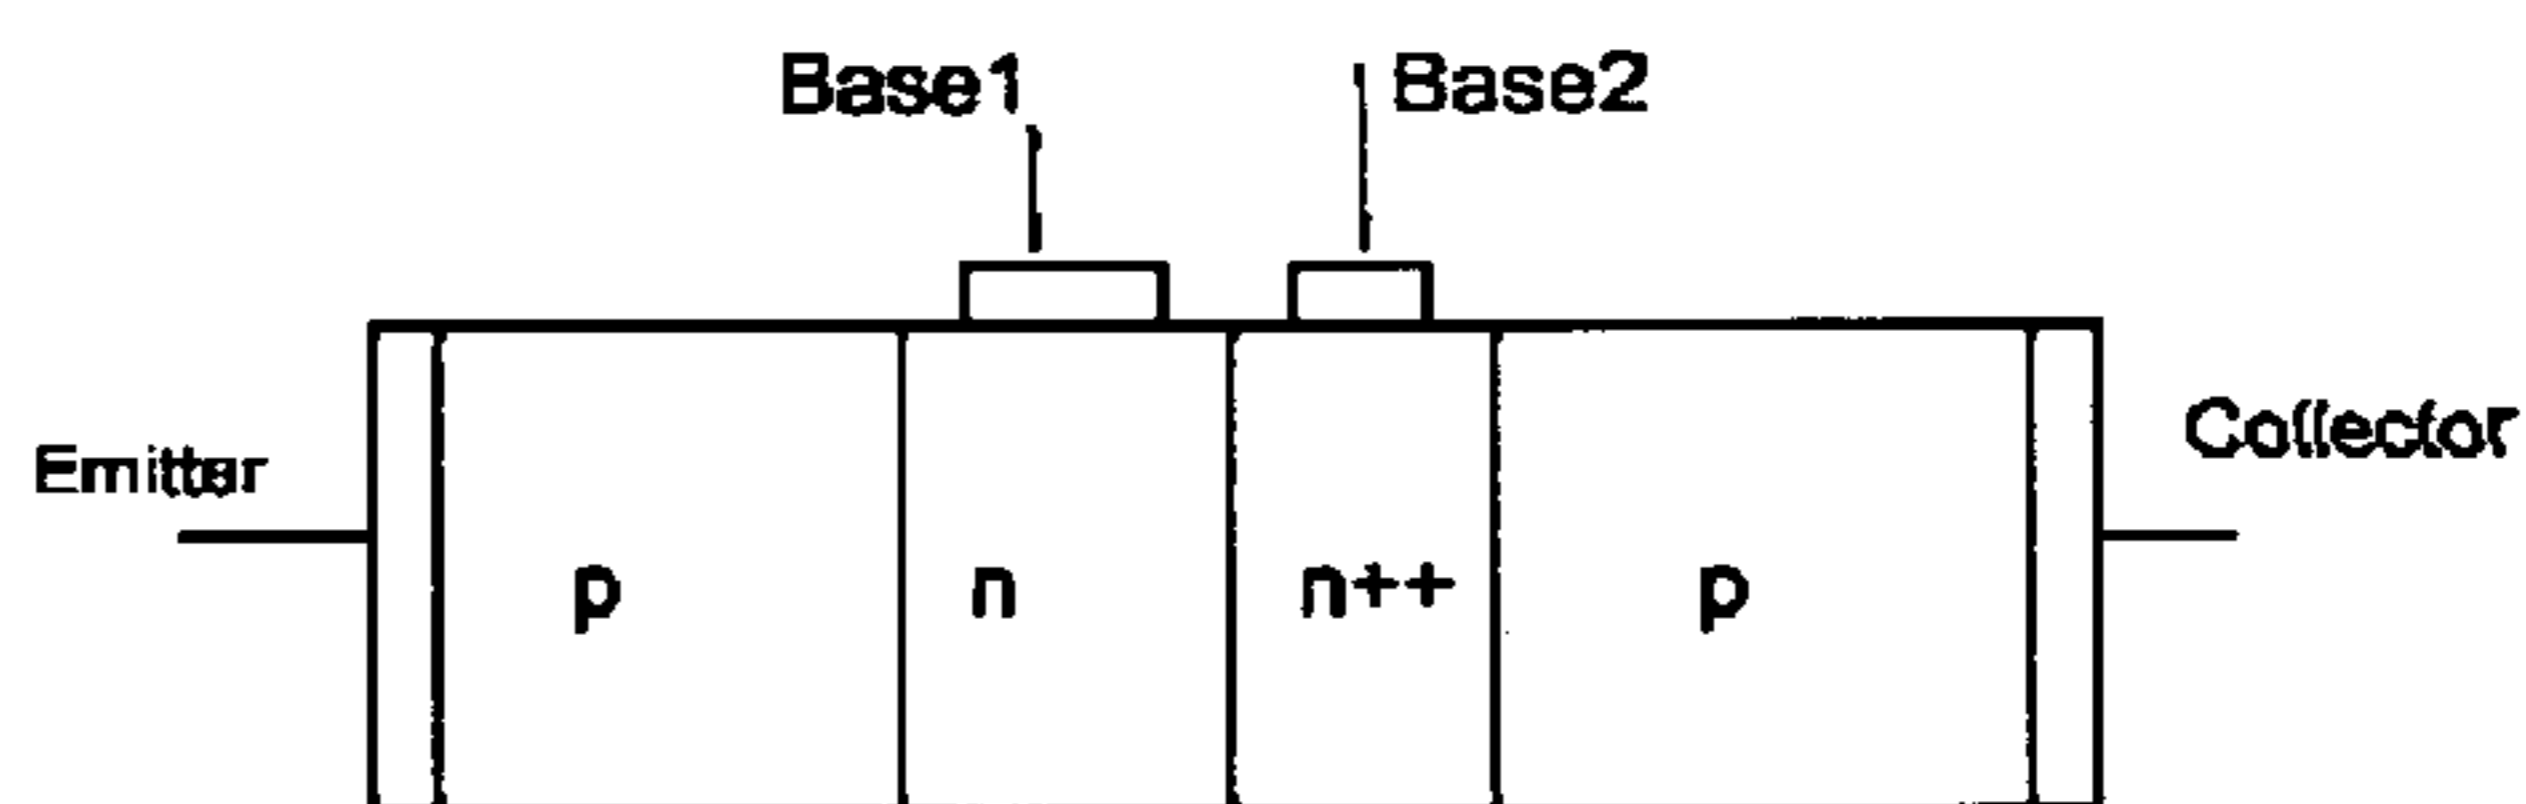 Base1
Base2
Emitter
Collector
p
n
n++
p